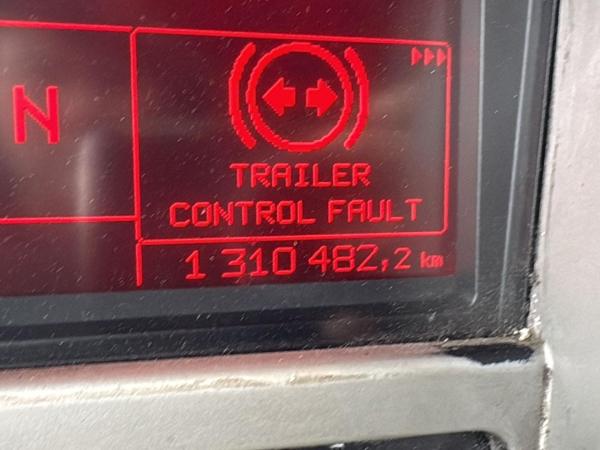 N
TRAILER
CONTROL FAULT
1 310 482,2 km